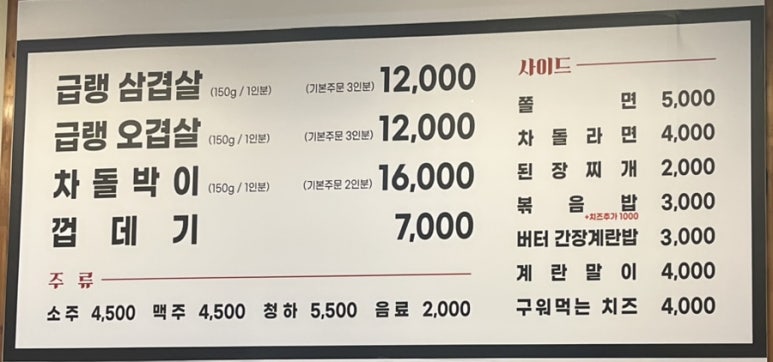 급랭 삼겹살 (150g / 1인분) (기본주문 3인분) 12,000
급랭 오겹살 (150g / 1인분) (기본주문 3인분) 12,000
차돌박이 (150g / 1인분) (기본주문 2인분) 16,000
껍데기 7,000
주류
소주 4,500 맥주 4,500 청하 5,500 음료 2,000
사이드
쫄면 5,000
차돌라면 4,000
된장찌개 2,000
볶음밥 3,000
+치즈추가 1000
버터 간장계란밥 3,000
계란말이 4,000
구워먹는 치즈 4,000